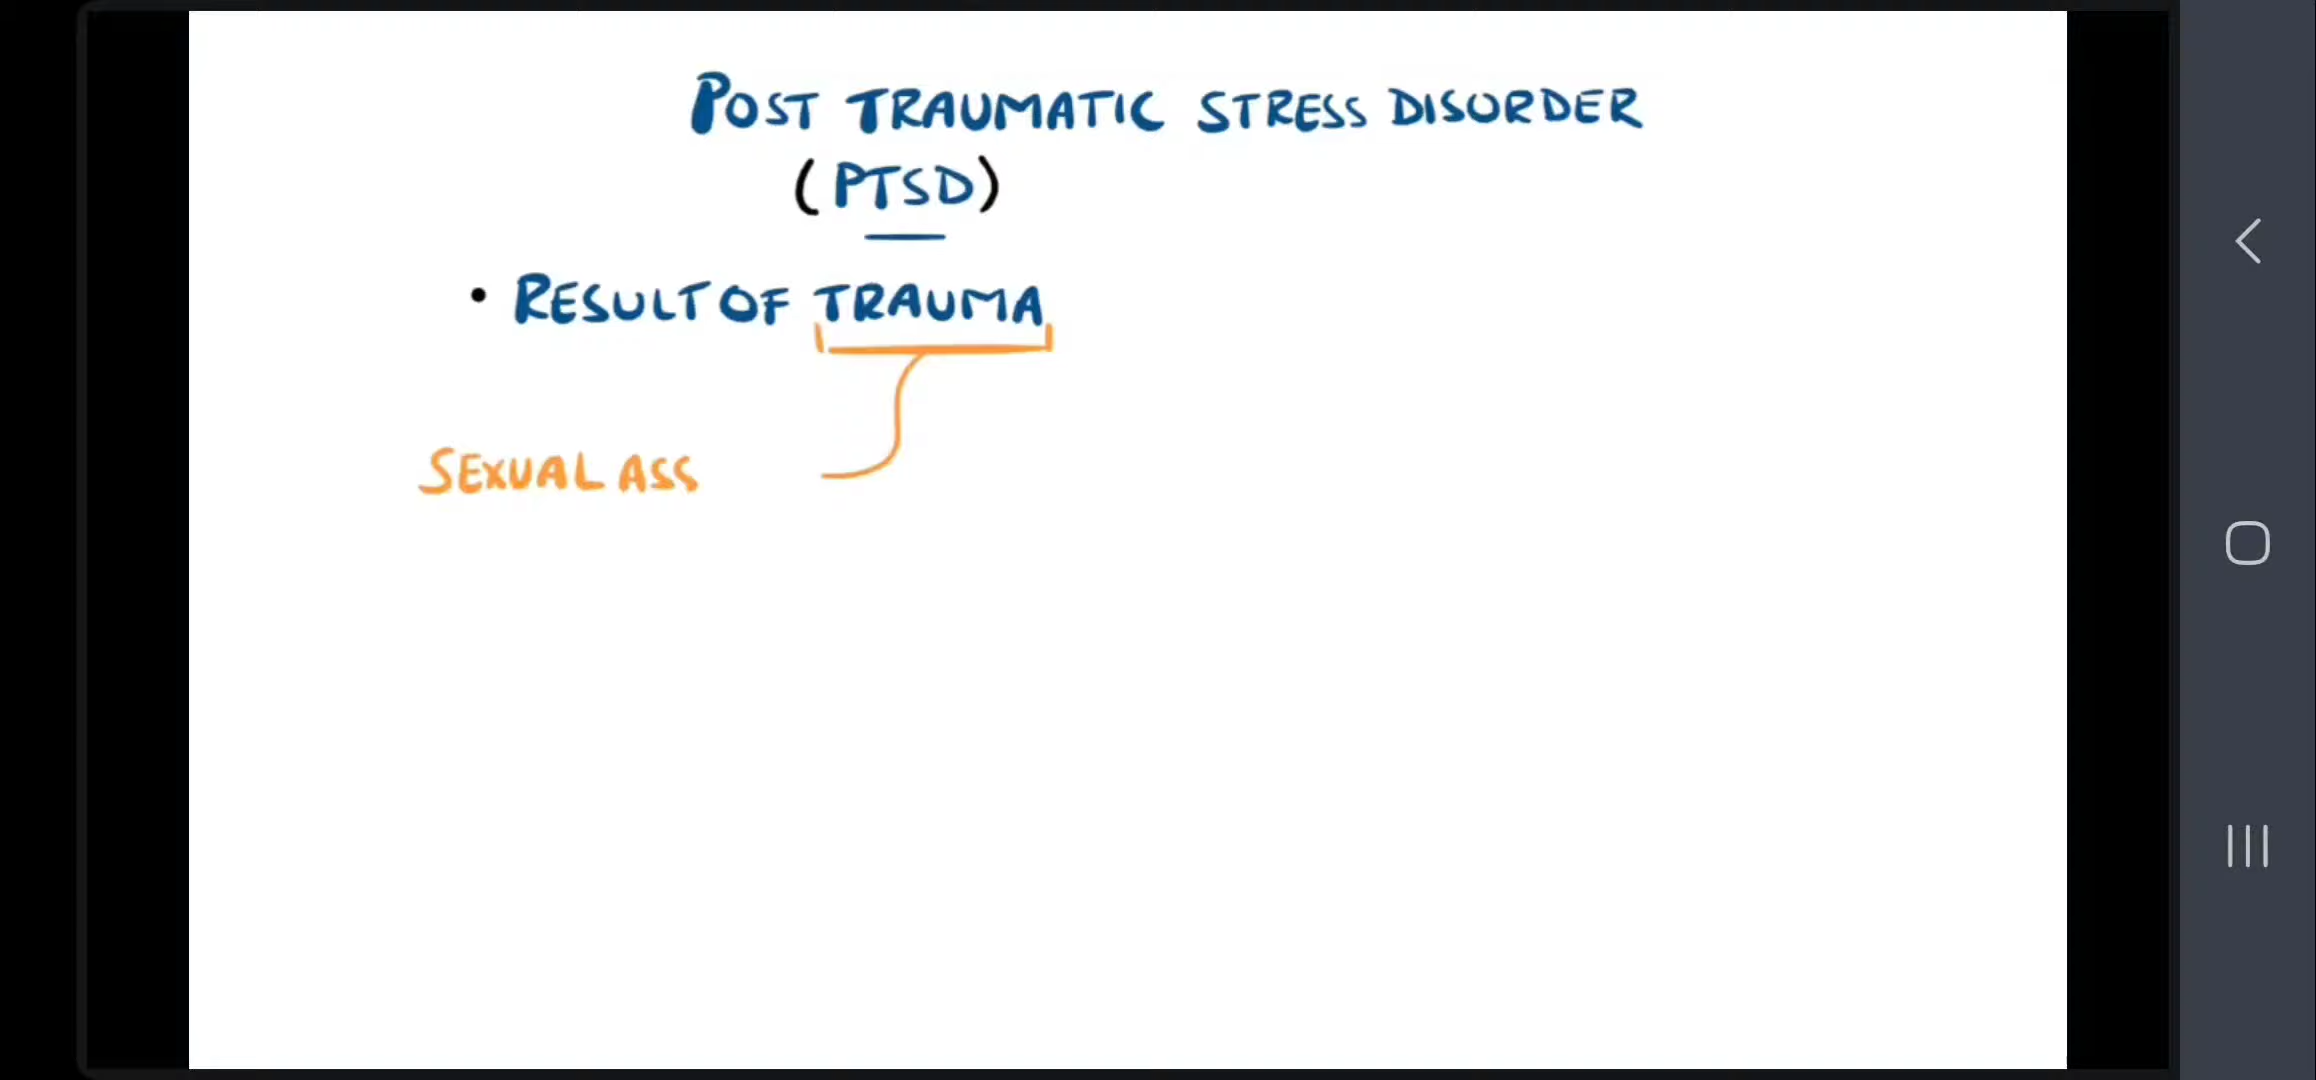 POST TRAUMATIC STRESS DISORDER
(PTSD)
• RESULT OF TRAUMA
SEXUAL ASS